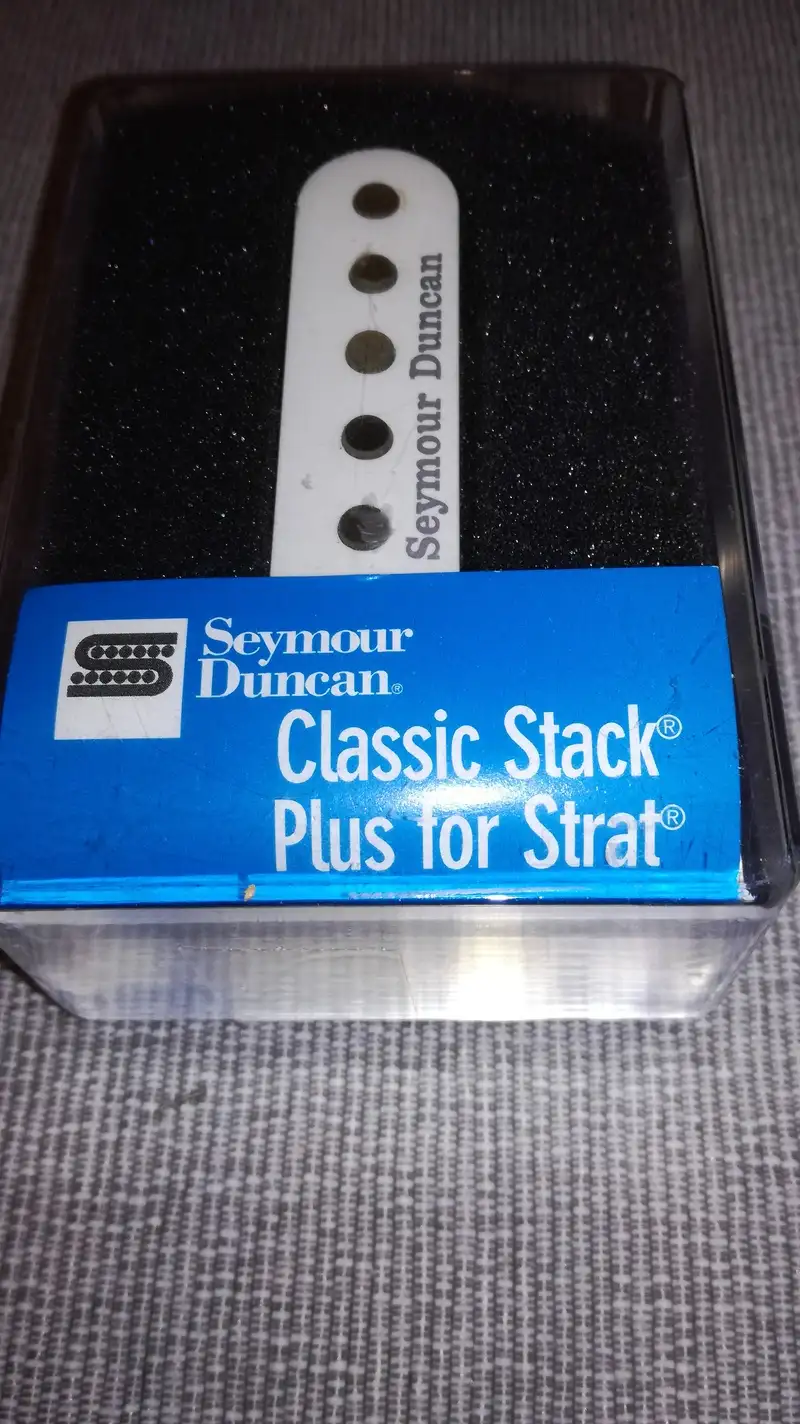 Seymour Duncan
Seymour
Duncan®
Classic Stack®
Plus for Strat®